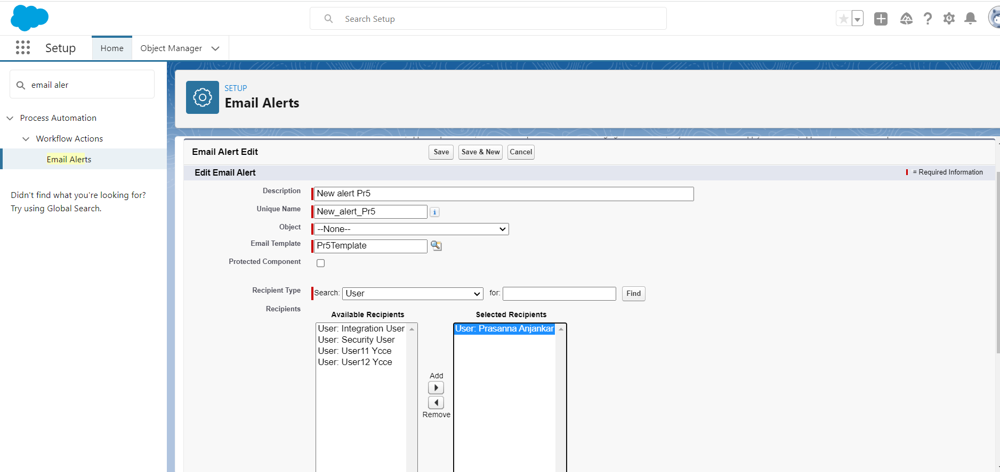 Search Setup
Setup
Home
Object Manager
email aler
Process Automation
Workflow Actions
Email Alerts
Didn't find what you're looking for?
Try using Global Search.
SETUP
Email Alerts
Email Alert Edit
Save
Save & New
Cancel
Edit Email Alert
= Required Information
Description
New alert Pr5
Unique Name
New_alert_Pr5
i
Object
--None--
Email Template
Pr5Template
Protected Component
Recipient Type
Search:
User
for:
Find
Recipients
Available Recipients
Selected Recipients
User: Integration User
User: Security User
User: User11 Ycce
User: User12 Ycce
Add
Remove
User: Prasanna Anjankar